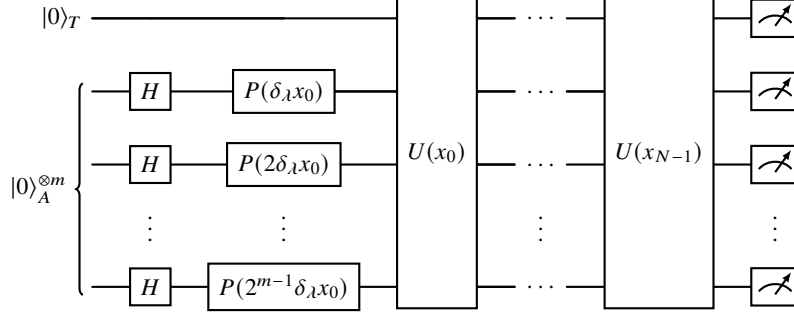 |0⟩_T ⋯ ⋯
H P(δ_λx_0) ⋯ ⋯
H P(2δ_λx_0) U(x_0) ⋯ U(x_{N−1})
|0⟩_A^{⊗m}
⋮ ⋮ ⋮ ⋮
H P(2^{m−1}δ_λx_0) ⋯ ⋯